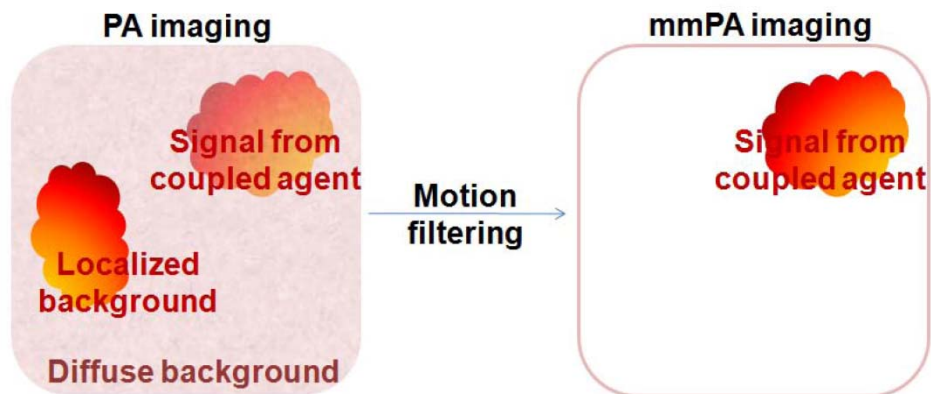 PA imaging
Signal from
coupled agent
Localized
background
Diffuse background
Motion
filtering
mmPA imaging
Signal from
coupled agent